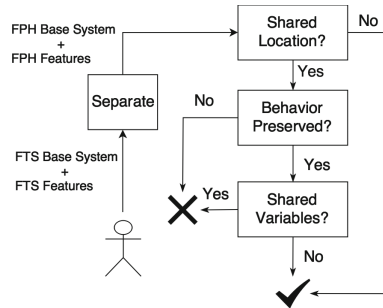 FPH Base System
+
FPH Features
Shared
Location?
No
Yes
Separate
No
Behavior
Preserved?
FTS Base System
+
FTS Features
Yes
Yes
Shared
Variables?
No